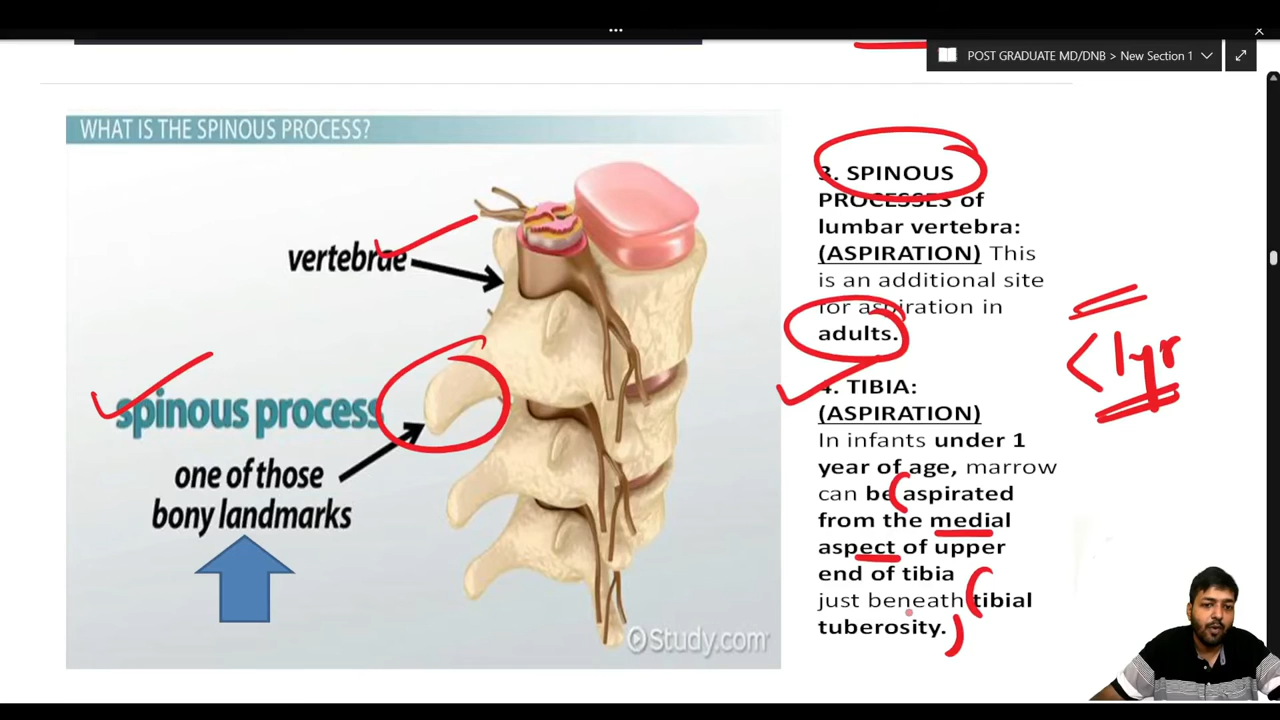 ...
POST GRADUATE MD/DNB > New Section 1
WHAT IS THE SPINOUS PROCESS?
vertebrae
spinous process
one of those
bony landmarks
Study.com
3. SPINOUS
PROCESSES of
lumbar vertebra:
(ASPIRATION) This
is an additional site
for aspiration in
adults.
4. TIBIA:
(ASPIRATION)
In infants under 1
year of age, marrow
can be aspirated
from the medial
aspect of upper
end of tibia
just beneath tibial
tuberosity.
<1yr